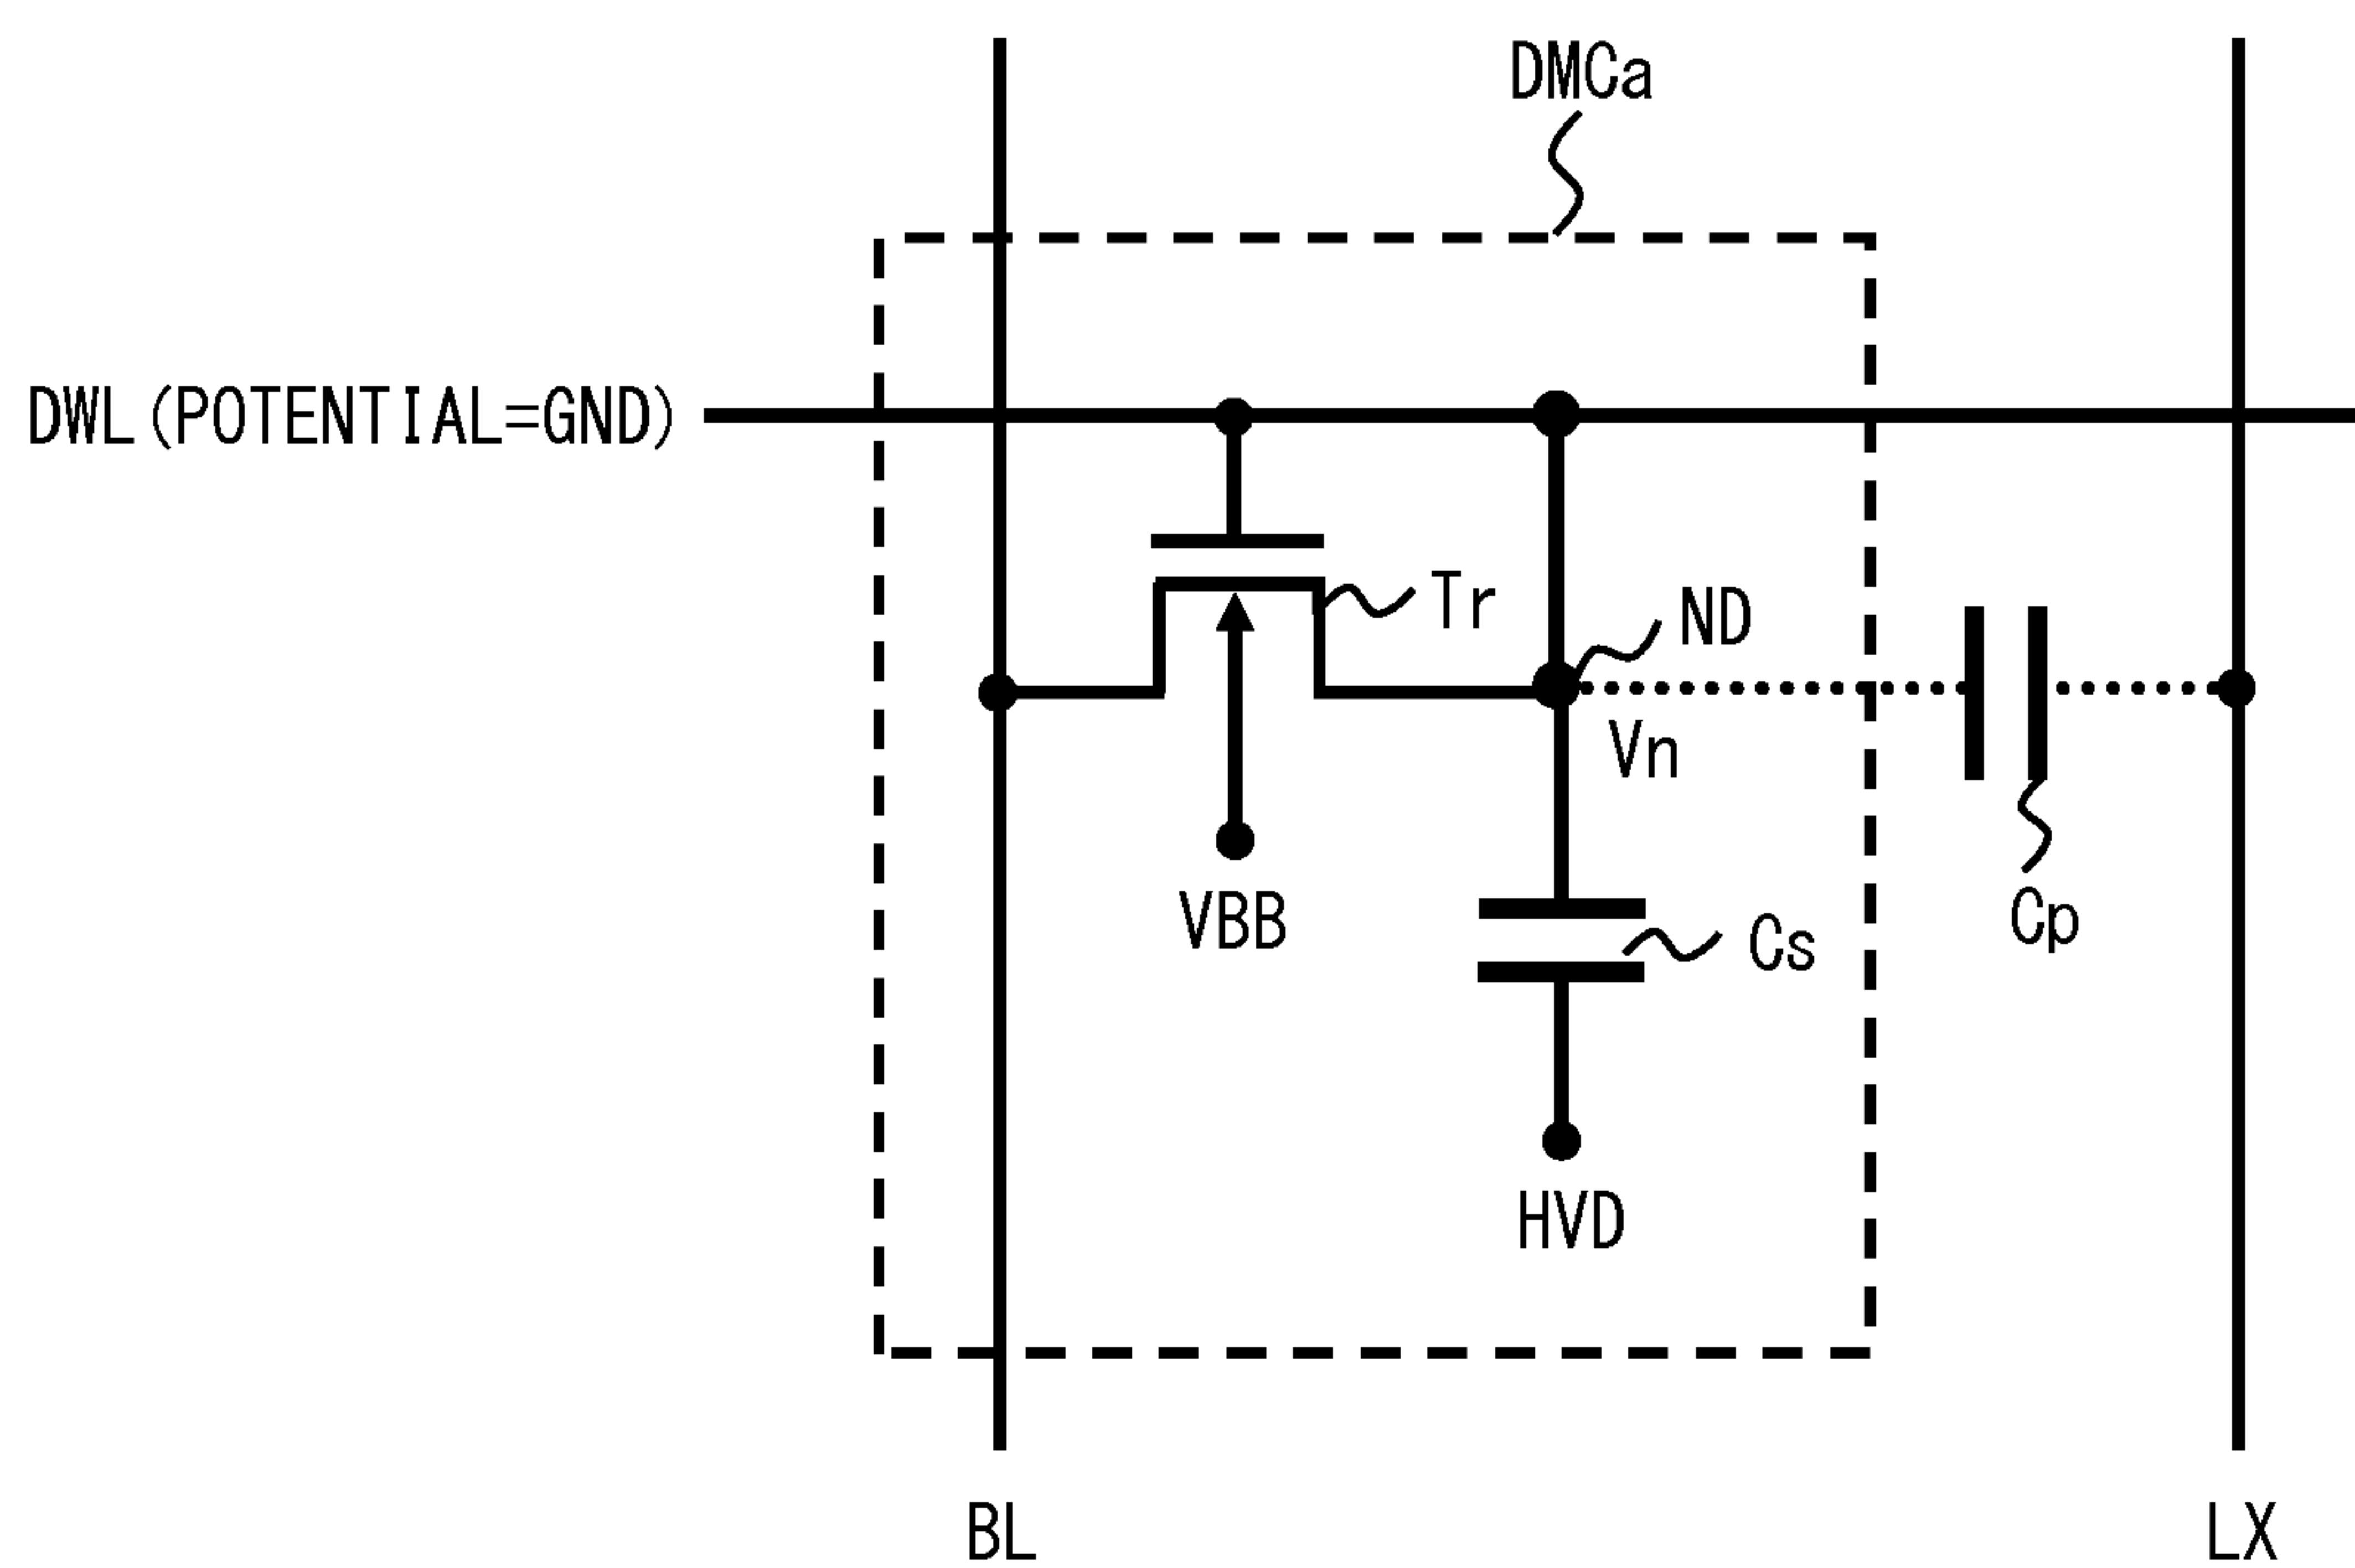 DMCa
DWL(POTENTIAL=GND)
Tr
ND
Vn
VBB
Cs
Cp
HVD
BL
LX